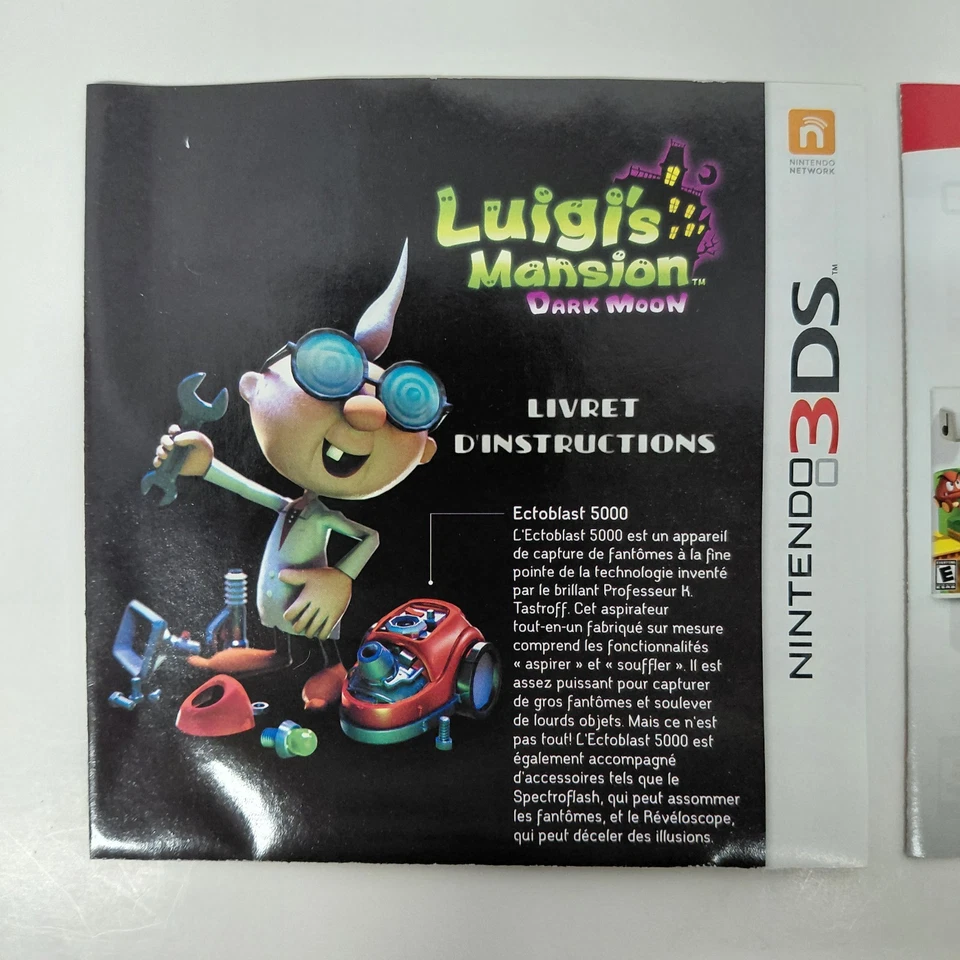 NINTENDO
NETWORK
Luigi's
Mansion™
DARK MOON
LIVRET
D'INSTRUCTIONS
Ectoblast 5000
L'Ectoblast 5000 est un appareil
de capture de fantômes à la fine
pointe de la technologie inventé
par le brillant Professeur K.
Tastroff. Cet aspirateur
tout-en-un fabriqué sur mesure
comprend les fonctionnalités
« aspirer » et « souffler ». Il est
assez puissant pour capturer
de gros fantômes et soulever
de lourds objets. Mais ce n'est
pas tout! L'Ectoblast 5000 est
également accompagné
d'accessoires tels que le
Spectroflash, qui peut assommer
les fantômes, et le Révéloscope,
qui peut déceler des illusions.
NINTENDO 3DS™
E